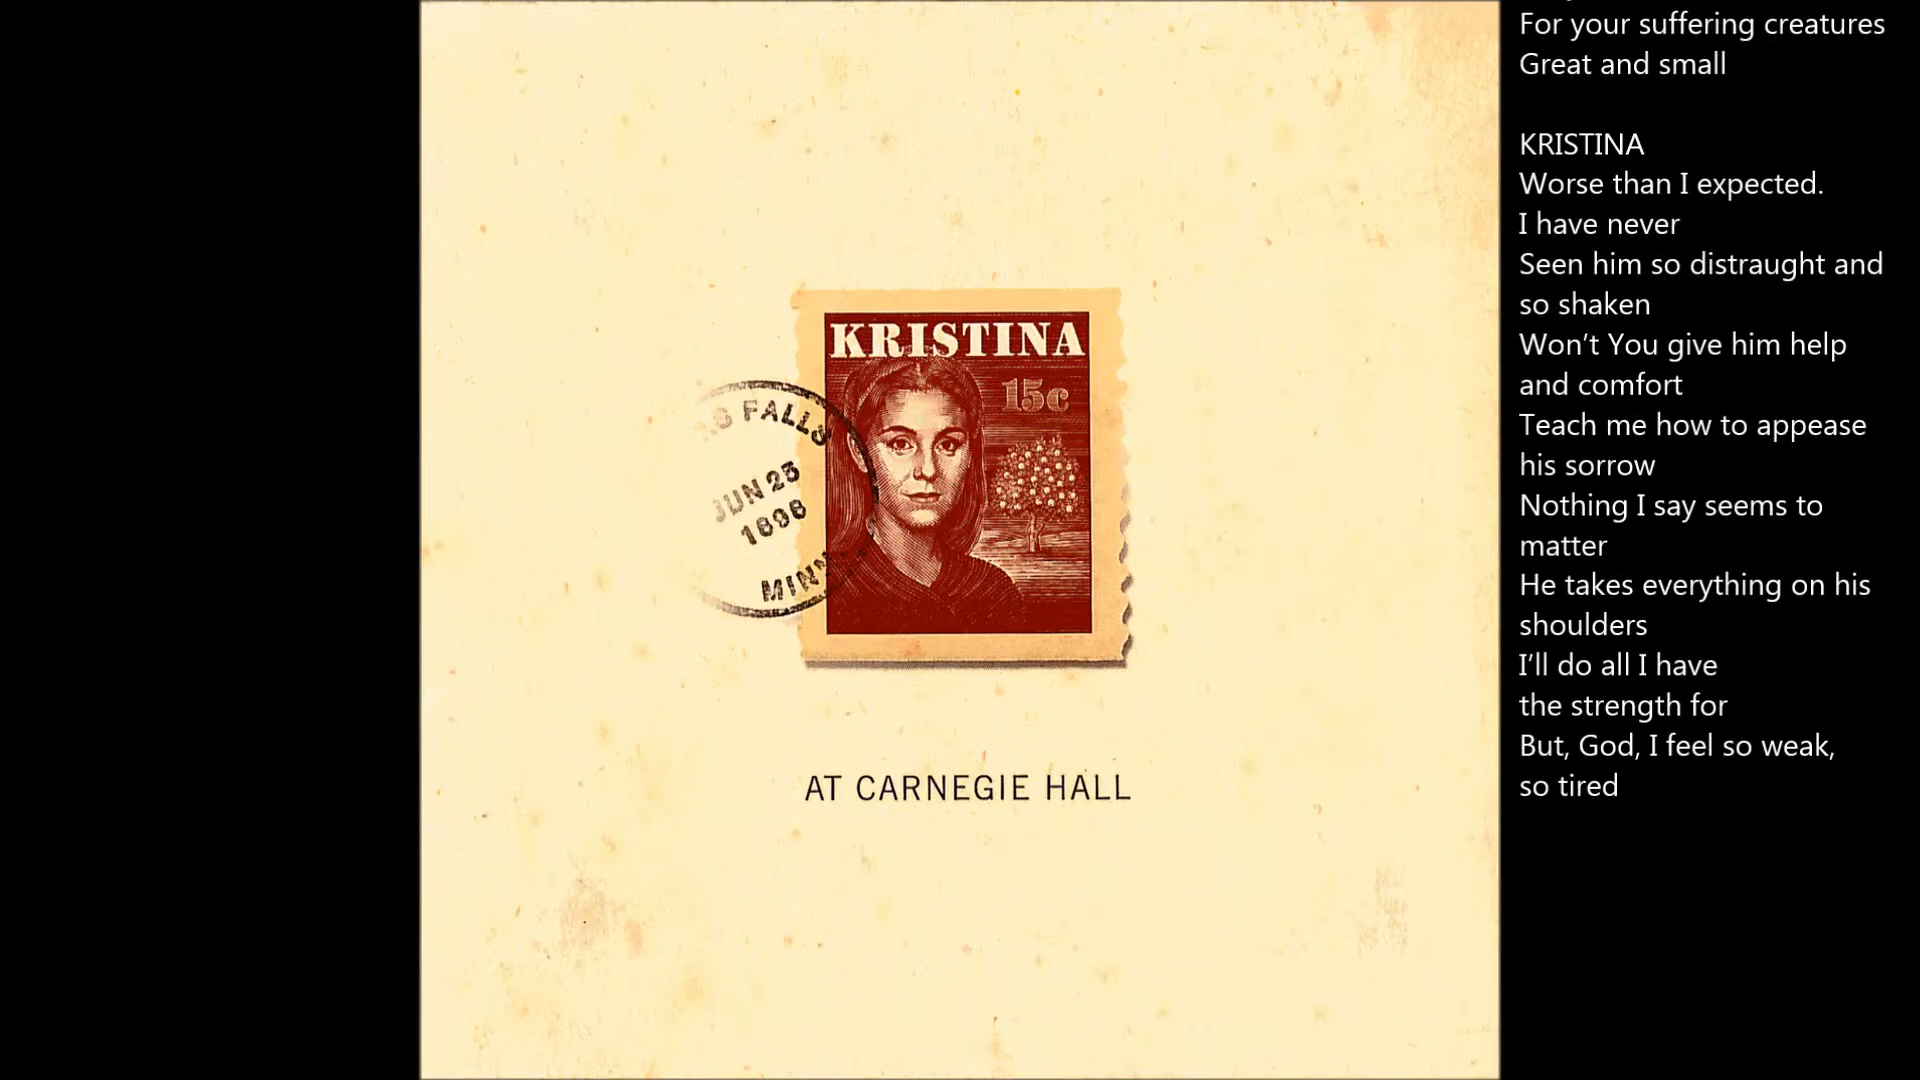 KRISTINA
15c
FALLS
JUN 23
1898
MINN
AT CARNEGIE HALL
For your suffering creatures
Great and small
KRISTINA
Worse than I expected.
I have never
Seen him so distraught and
so shaken
Won't You give him help
and comfort
Teach me how to appease
his sorrow
Nothing I say seems to
matter
He takes everything on his
shoulders
I'll do all I have
the strength for
But, God, I feel so weak,
so tired